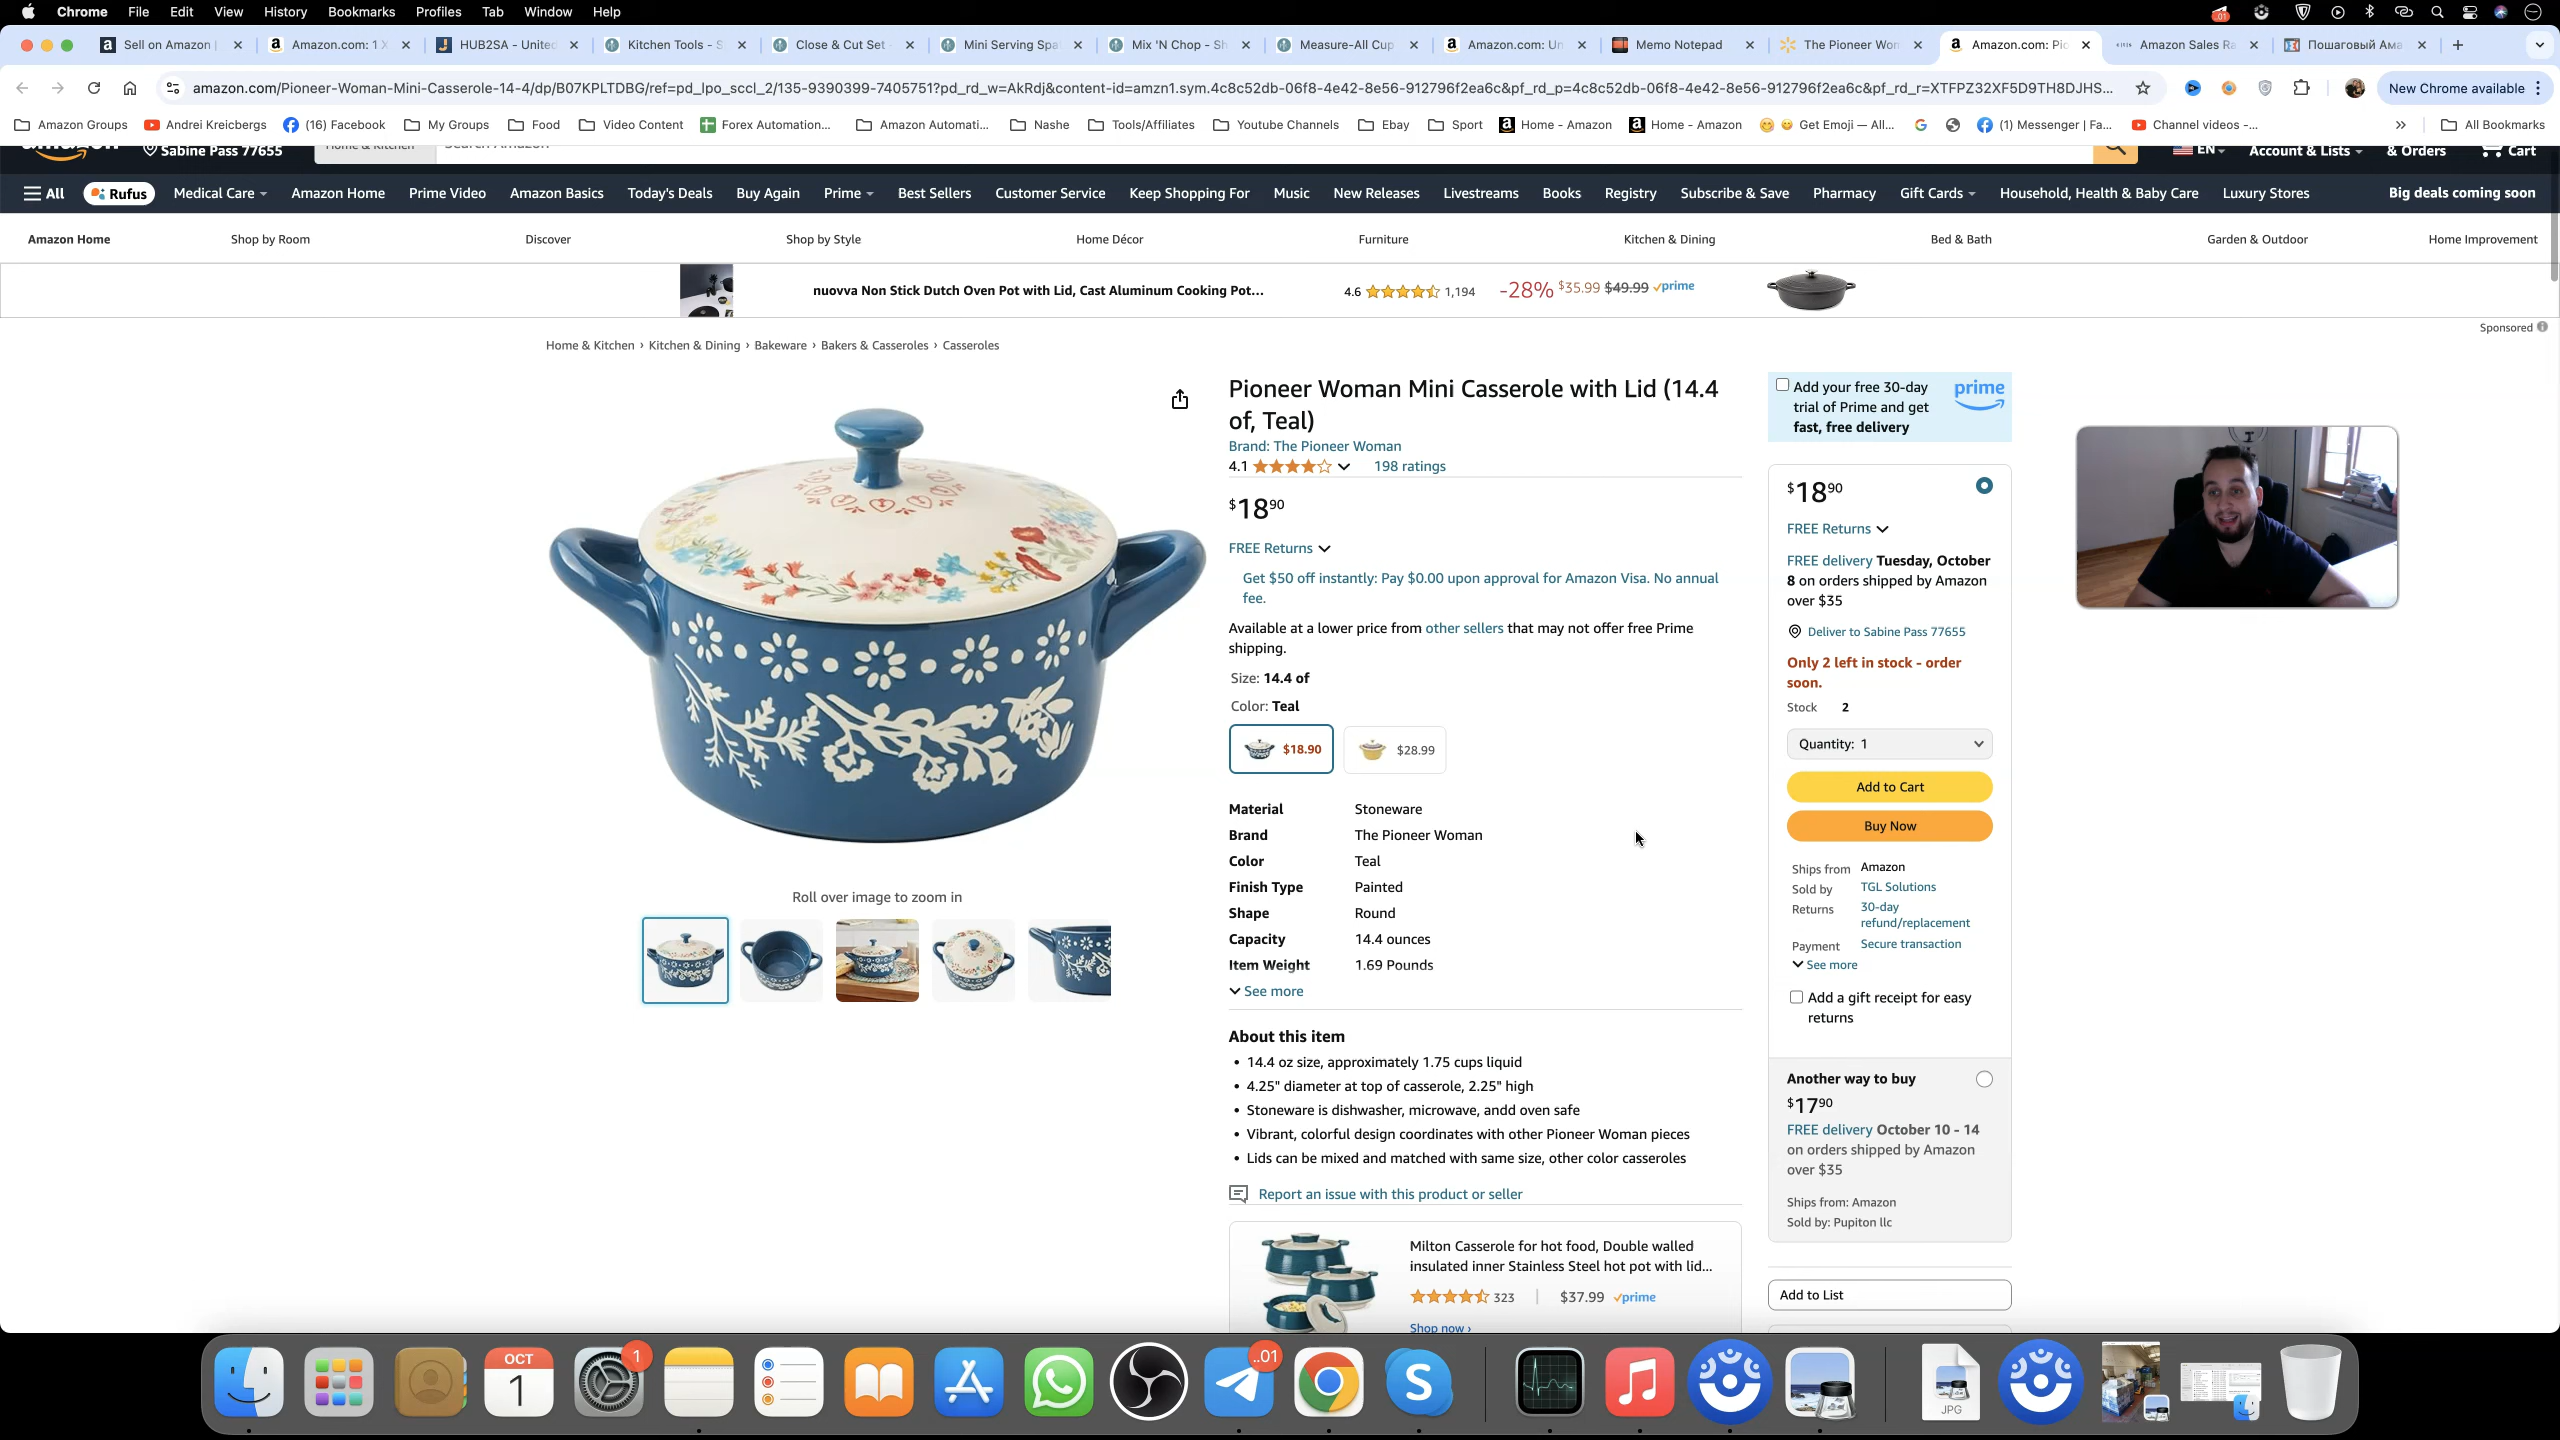 Chrome File Edit View History Bookmarks Profiles Tab Window Help
Sell on Amazon | Amazon.com: 1 X HUB2SA - United Kitchen Tools - S Close & Cut Set - Mini Serving Spa Mix 'N Chop - Sh Measure-All Cup Amazon.com: Un Memo Notepad The Pioneer Wom Amazon.com: Pio Amazon Sales Ra Пошаговый Ама
amazon.com/Pioneer-Woman-Mini-Casserole-14-4/dp/B07KPLTDBG/ref=pd_lpo_sccl_2/135-9390399-7405751?pd_rd_w=AkRdj&content-id=amzn1.sym.4c8c52db-06f8-4e42-8e56-912796f2ea6c&pf_rd_p=4c8c52db-06f8-4e42-8e56-912796f2ea6c&pf_rd_r=XTFPZ32XF5D9TH8DJHS... New Chrome available
Amazon Groups Andrei Kreicbergs (16) Facebook My Groups Food Video Content Forex Automation... Amazon Automati... Nashe Tools/Affiliates Youtube Channels Ebay Sport Home - Amazon Home - Amazon Get Emoji — All... (1) Messenger | Fa... Channel videos -... » All Bookmarks
Sabine Pass 77655 Home & Kitchen Search Amazon EN Account & Lists & Orders Cart
All Rufus Medical Care Amazon Home Prime Video Amazon Basics Today's Deals Buy Again Prime Best Sellers Customer Service Keep Shopping For Music New Releases Livestreams Books Registry Subscribe & Save Pharmacy Gift Cards Household, Health & Baby Care Luxury Stores Big deals coming soon
Amazon Home Shop by Room Discover Shop by Style Home Décor Furniture Kitchen & Dining Bed & Bath Garden & Outdoor Home Improvement
nuovva Non Stick Dutch Oven Pot with Lid, Cast Aluminum Cooking Pot... 4.6 1,194 -28% $35.99 $49.99 prime
Sponsored
Home & Kitchen › Kitchen & Dining › Bakeware › Bakers & Casseroles › Casseroles
Roll over image to zoom in
Pioneer Woman Mini Casserole with Lid (14.4
of, Teal)
Brand: The Pioneer Woman
4.1 198 ratings
$18.90
FREE Returns
Get $50 off instantly: Pay $0.00 upon approval for Amazon Visa. No annual
fee.
Available at a lower price from other sellers that may not offer free Prime
shipping.
Size: 14.4 of
Color: Teal
$18.90 $28.99
Material Stoneware
Brand The Pioneer Woman
Color Teal
Finish Type Painted
Shape Round
Capacity 14.4 ounces
Item Weight 1.69 Pounds
See more
About this item
• 14.4 oz size, approximately 1.75 cups liquid
• 4.25" diameter at top of casserole, 2.25" high
• Stoneware is dishwasher, microwave, andd oven safe
• Vibrant, colorful design coordinates with other Pioneer Woman pieces
• Lids can be mixed and matched with same size, other color casseroles
Report an issue with this product or seller
Milton Casserole for hot food, Double walled
insulated inner Stainless Steel hot pot with lid...
323 | $37.99 prime
Shop now ›
Add your free 30-day
trial of Prime and get
fast, free delivery
prime
$18.90
FREE Returns
FREE delivery Tuesday, October
8 on orders shipped by Amazon
over $35
Deliver to Sabine Pass 77655
Only 2 left in stock - order
soon.
Stock 2
Quantity: 1
Add to Cart
Buy Now
Ships from Amazon
Sold by TGL Solutions
Returns 30-day
refund/replacement
Payment Secure transaction
See more
Add a gift receipt for easy
returns
Another way to buy
$17.90
FREE delivery October 10 - 14
on orders shipped by Amazon
over $35
Ships from: Amazon
Sold by: Pupiton llc
Add to List
OCT
1
1
..01
JPG